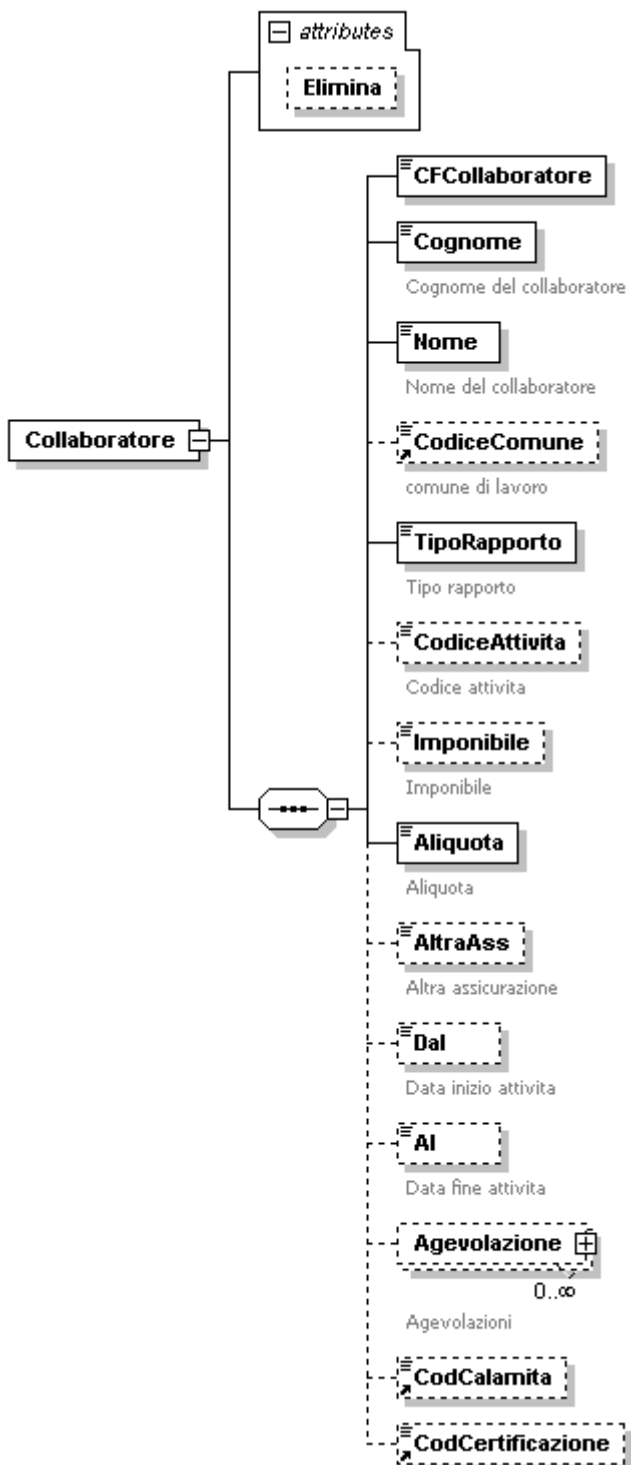 attributes
Elimina
CFCollaboratore
Cognome
Cognome del collaboratore
Nome
Nome del collaboratore
Collaboratore
CodiceComune
comune di lavoro
TipoRapporto
Tipo rapporto
CodiceAttivita
Codice attivita
Imponibile
Imponibile
Aliquota
Aliquota
AltraAss
Altra assicurazione
Dal
Data inizio attivita
Al
Data fine attivita
Agevolazione
0..∞
Agevolazioni
CodCalamita
CodCertificazione